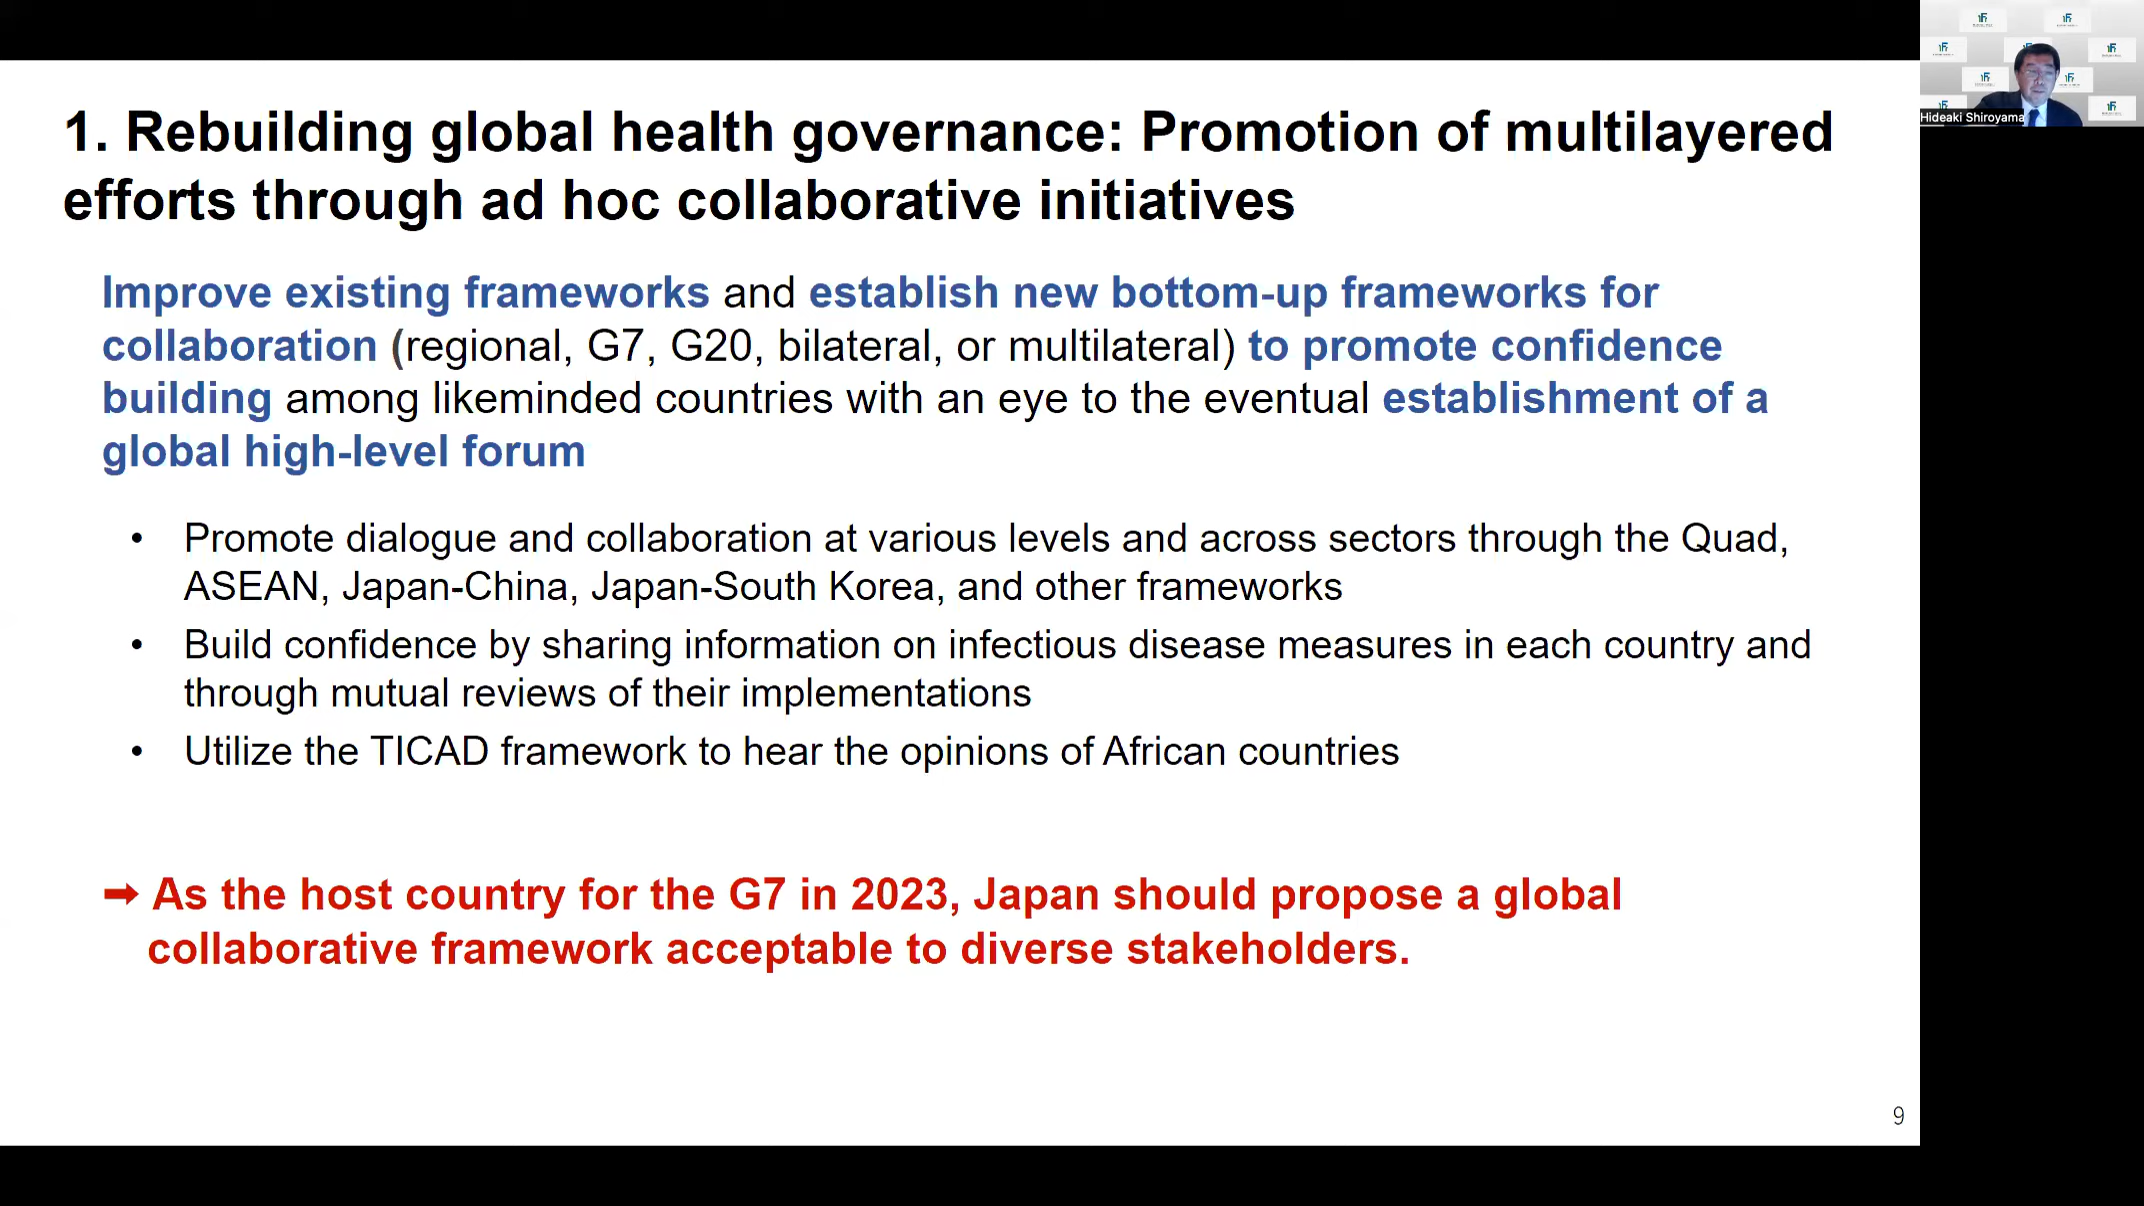 1. Rebuilding global health governance: Promotion of multilayered
efforts through ad hoc collaborative initiatives
Improve existing frameworks and establish new bottom-up frameworks for
collaboration (regional, G7, G20, bilateral, or multilateral) to promote confidence
building among likeminded countries with an eye to the eventual establishment of a
global high-level forum
• Promote dialogue and collaboration at various levels and across sectors through the Quad,
ASEAN, Japan-China, Japan-South Korea, and other frameworks
• Build confidence by sharing information on infectious disease measures in each country and
through mutual reviews of their implementations
• Utilize the TICAD framework to hear the opinions of African countries
➡ As the host country for the G7 in 2023, Japan should propose a global
collaborative framework acceptable to diverse stakeholders.
9
Hideaki Shiroyama